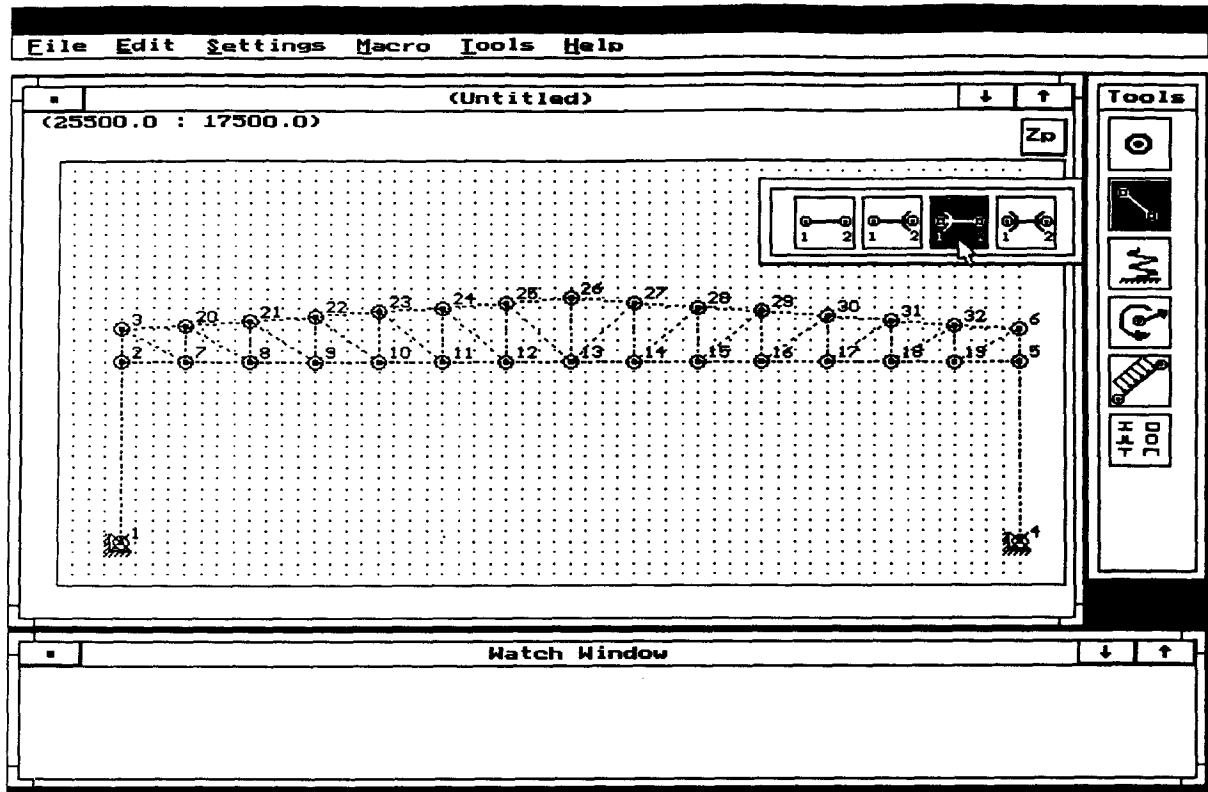 File Edit Settings Macro Tools Help
(Untitled)
Tools
(25500.0 : 17500.0)
Zp
1 2 1 2 1 2 1 2
3 20 21 22 23 24 25 26 27 28 29 30 31 32 6
2 7 8 9 10 11 12 13 14 15 16 17 18 19 5
1 4
Watch Window